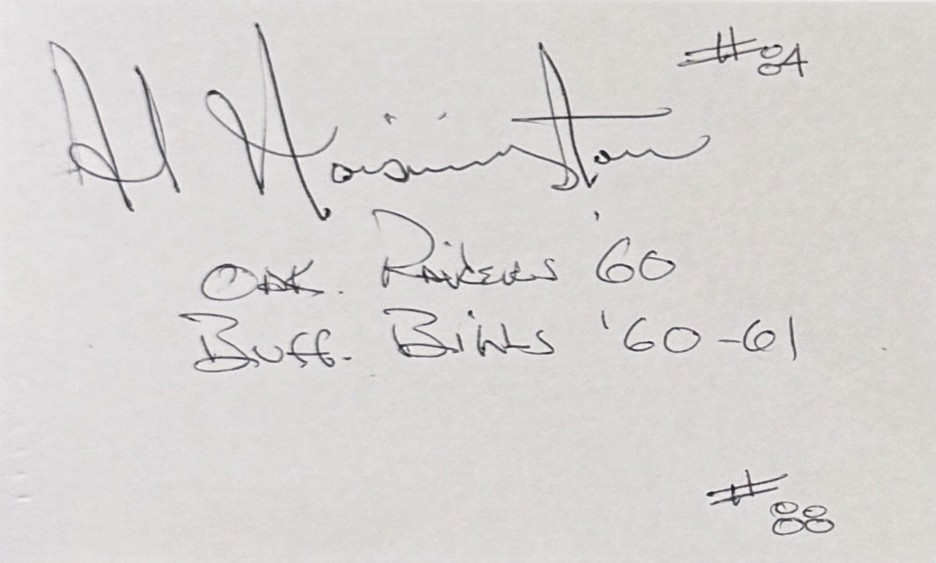 Al Hoisington #84
Oak. Raiders '60
Buff. Bills '60-61
#88